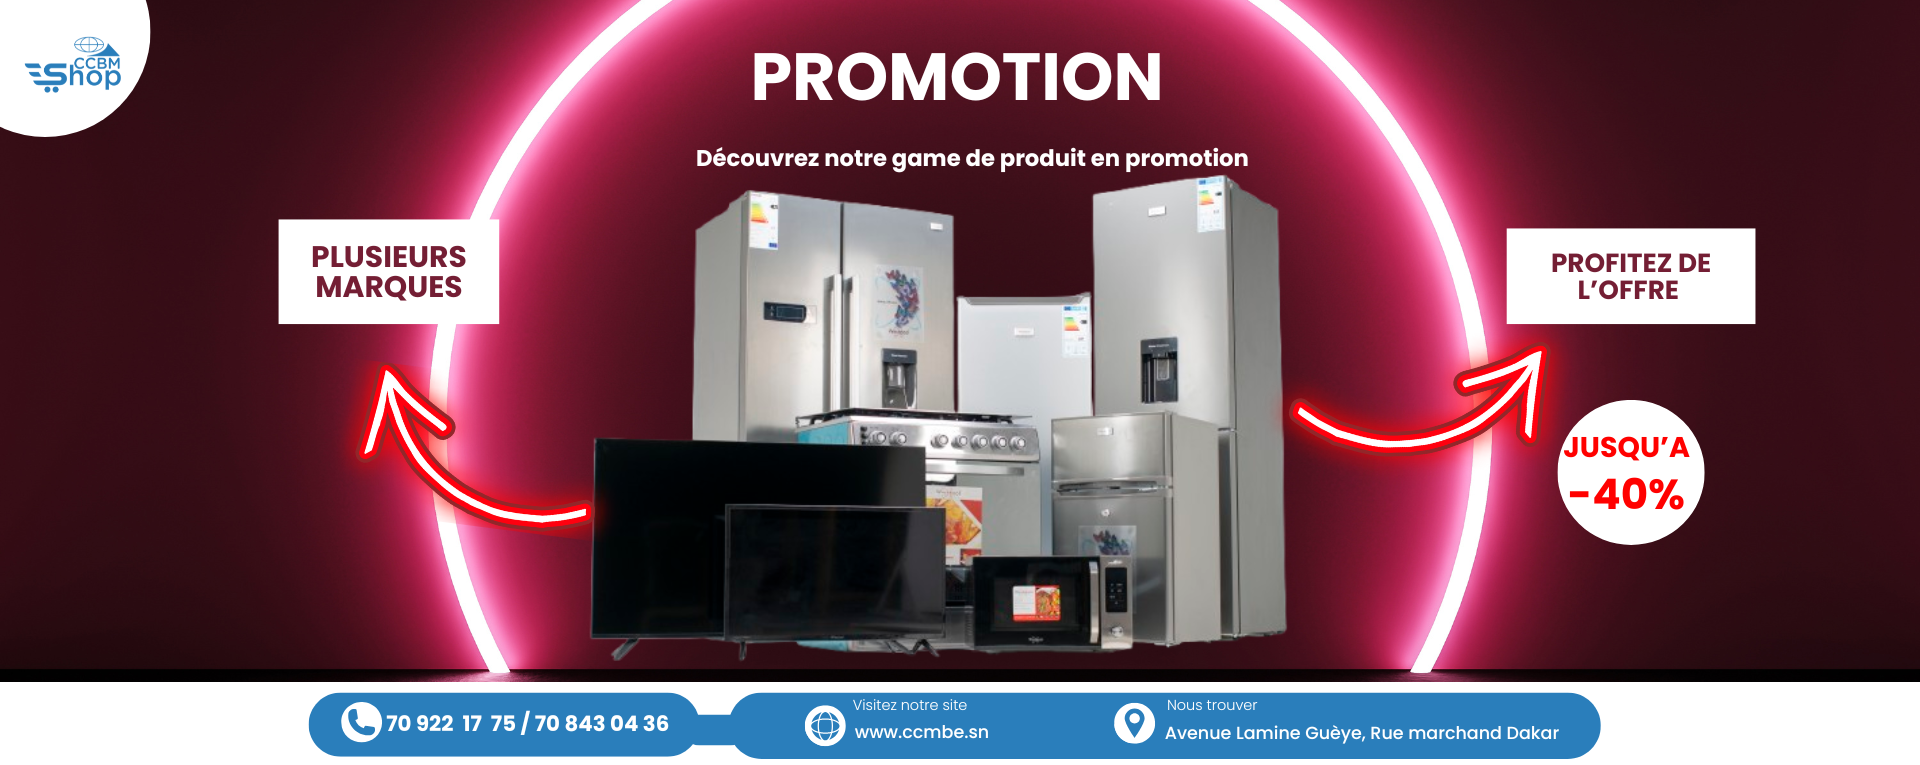 CCBM
Shop
PROMOTION
Découvrez notre game de produit en promotion
PLUSIEURS
MARQUES
PROFITEZ DE
L’OFFRE
JUSQU’A
-40%
70 922 17 75 / 70 843 04 36
Visitez notre site
www.ccmbe.sn
Nous trouver
Avenue Lamine Guèye, Rue marchand Dakar